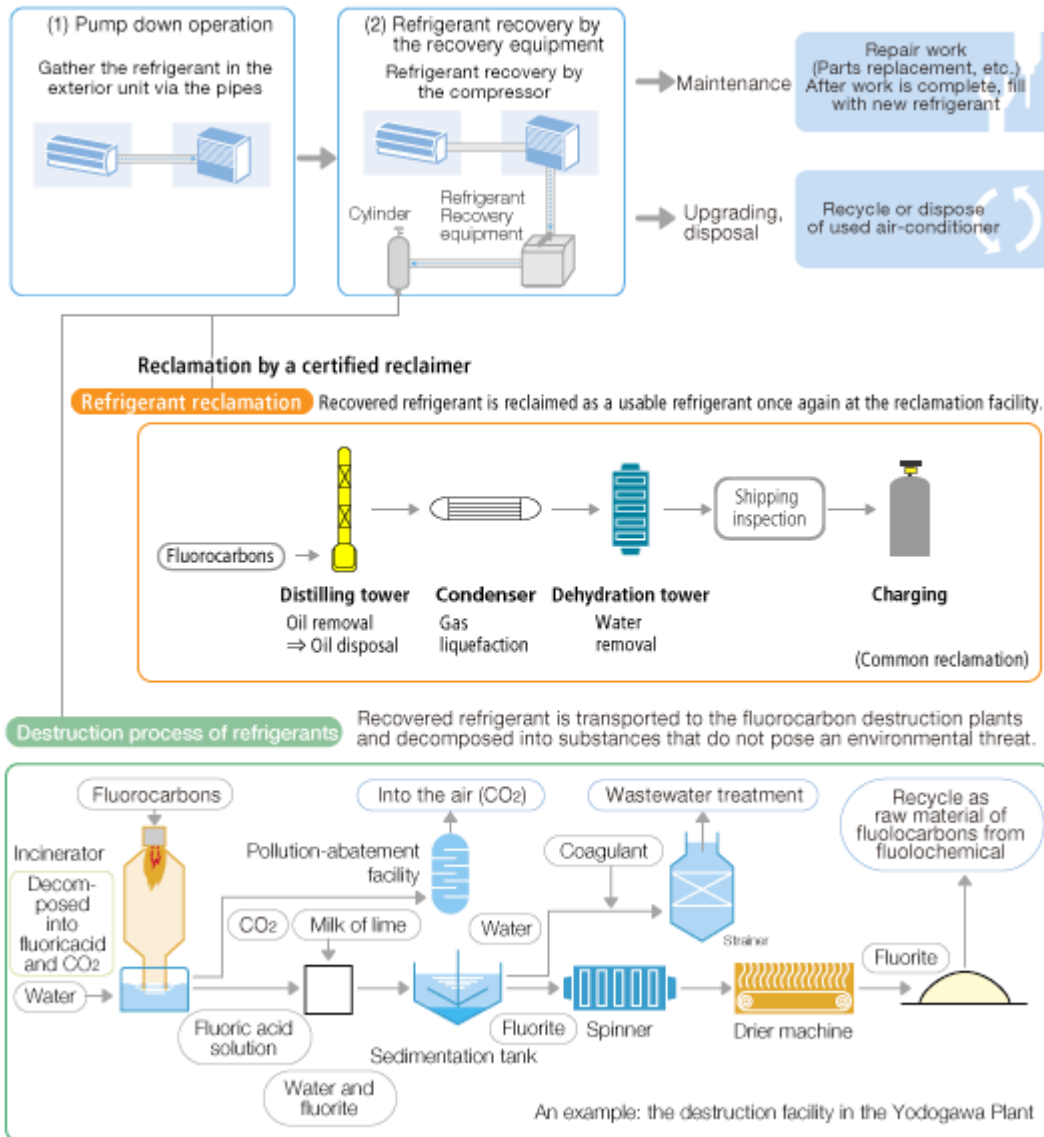 (1) Pump down operation
Gather the refrigerant in the
exterior unit via the pipes
(2) Refrigerant recovery by
the recovery equipment
Refrigerant recovery by
the compressor
Cylinder
Refrigerant
Recovery
equipment
Maintenance
Repair work
(Parts replacement, etc.)
After work is complete, fill
with new refrigerant
Upgrading,
disposal
Recycle or dispose
of used air-conditioner
Reclamation by a certified reclaimer
Refrigerant reclamation
Recovered refrigerant is reclaimed as a usable refrigerant once again at the reclamation facility.
Fluorocarbons
Distilling tower
Oil removal
⇒ Oil disposal
Condenser
Gas
liquefaction
Dehydration tower
Water
removal
Shipping
inspection
Charging
(Common reclamation)
Destruction process of refrigerants
Recovered refrigerant is transported to the fluorocarbon destruction plants
and decomposed into substances that do not pose an environmental threat.
Fluorocarbons
Incinerator
Decom-
posed
into
fluoricacid
and CO₂
Water
Into the air (CO₂)
Pollution-abatement
facility
CO₂
Milk of lime
Fluoric acid
solution
Water and
fluorite
Sedimentation tank
Water
Coagulant
Wastewater treatment
Strainer
Fluorite
Spinner
Drier machine
Fluorite
Recycle as
raw material of
fluolocarbons from
fluolochemical
An example: the destruction facility in the Yodogawa Plant